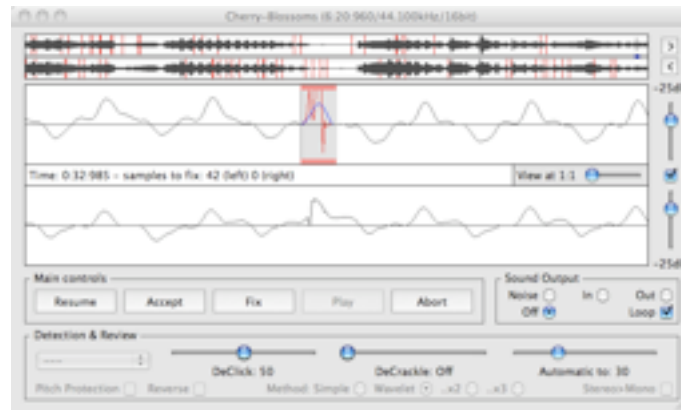 Cherry-Blossoms (6:20.960/44.100kHz/16bit)
>
<
-25dB
Time: 0:32:985 - samples to fix: 42 (left) 0 (right)
View at 1:1
-25dB
Main controls
Resume
Accept
Fix
Play
Abort
Sound Output
Noise
In
Out
Off
Loop
Detection & Review
----
DeClick: 50
DeCrackle: Off
Automatic to: 30
Pitch Protection
Reverse
Method: Simple
Wavelet
..x2
..x3
Stereo>Mono